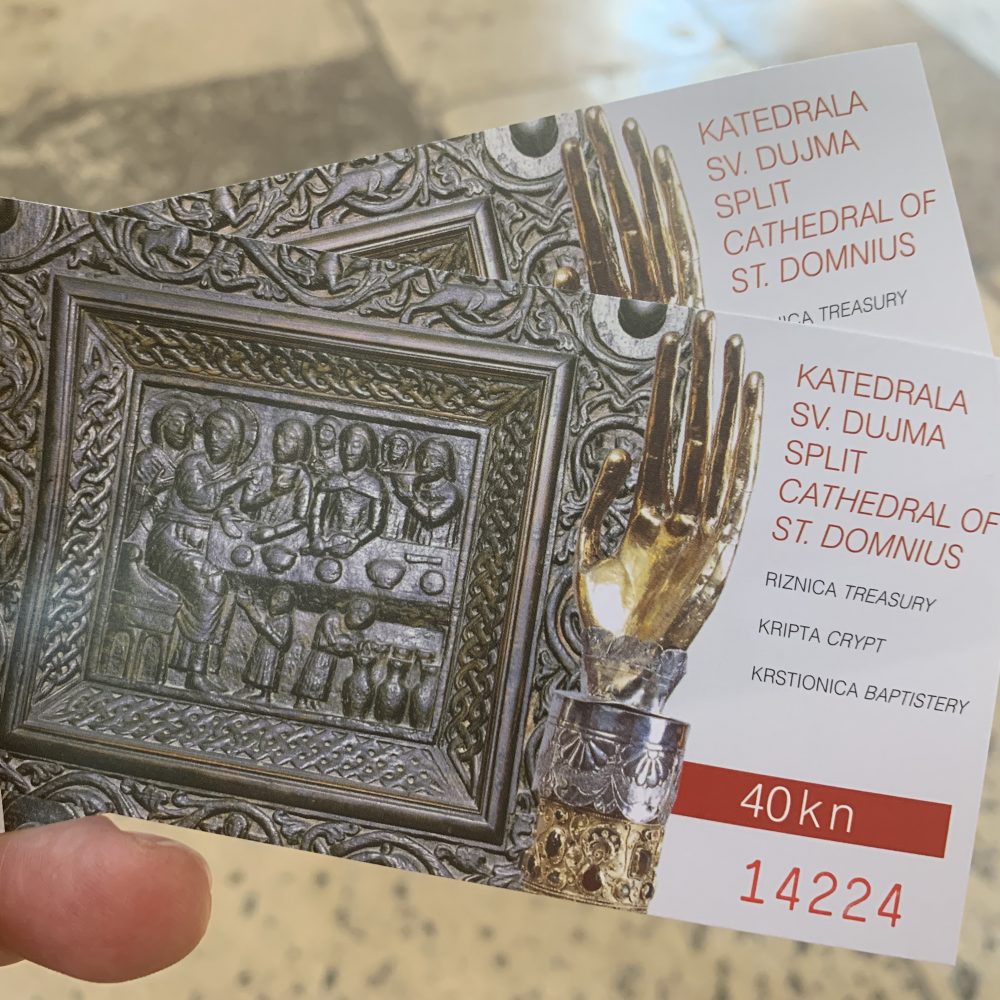 KATEDRALA
SV. DUJMA
SPLIT
CATHEDRAL OF
ST. DOMNIUS
TREASURY
KATEDRALA
SV. DUJMA
SPLIT
CATHEDRAL OF
ST. DOMNIUS
RIZNICA TREASURY
KRIPTA CRYPT
KRSTIONICA BAPTISTERY
40kn
14224